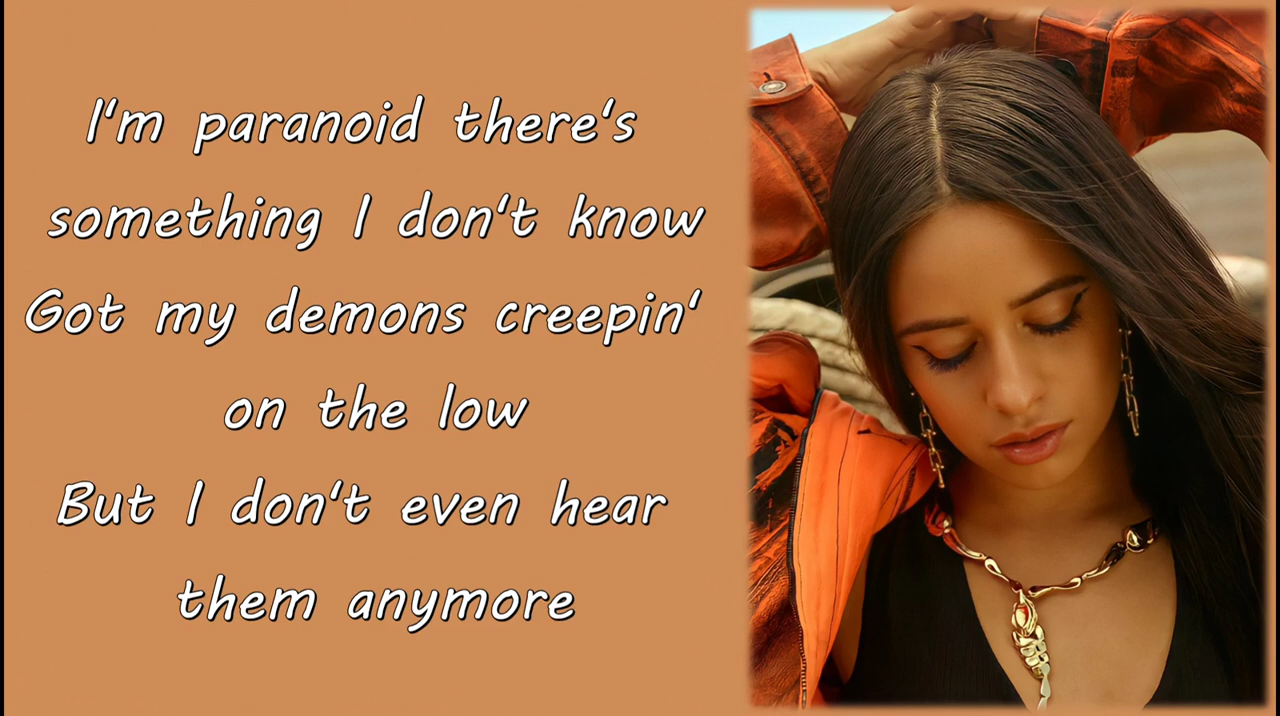 I'm paranoid there's
something I don't know
Got my demons creepin'
on the low
But I don't even hear
them anymore